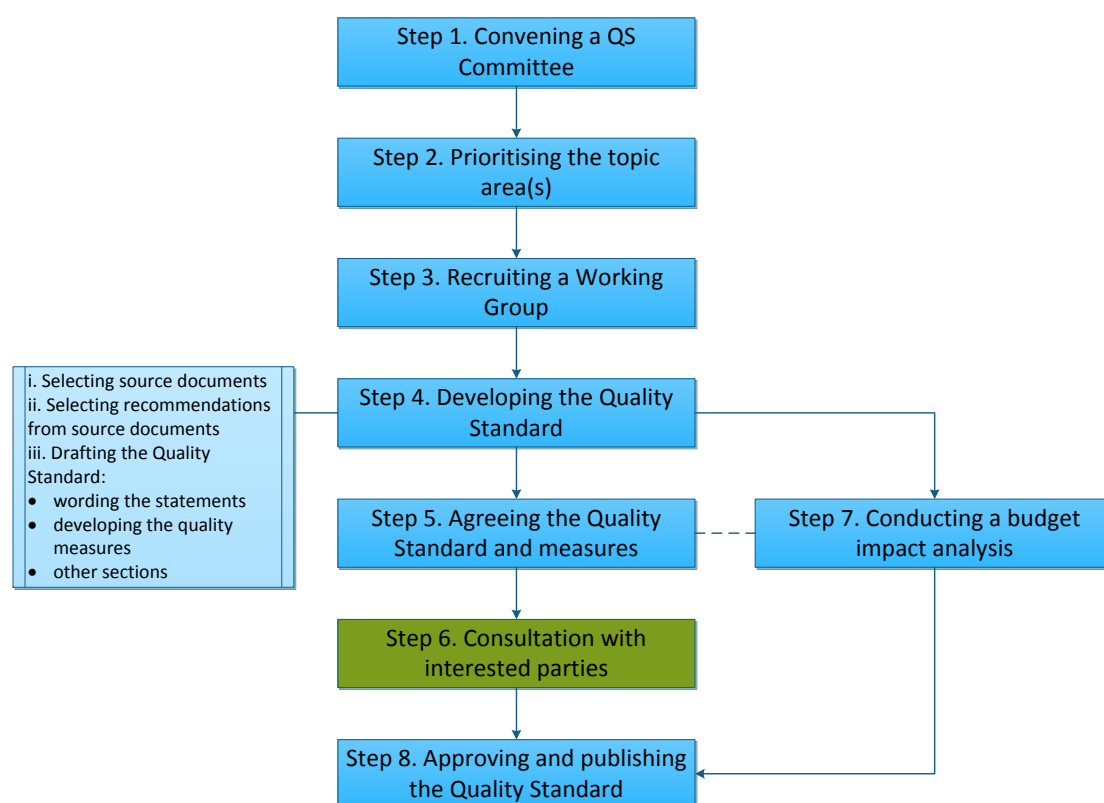 Step 1. Convening a QS
Committee
Step 2. Prioritising the topic
area(s)
Step 3. Recruiting a Working
Group
i. Selecting source documents
ii. Selecting recommendations
from source documents
iii. Drafting the Quality
Standard:
• wording the statements
• developing the quality
measures
• other sections
Step 4. Developing the Quality
Standard
Step 5. Agreeing the Quality
Standard and measures
Step 7. Conducting a budget
impact analysis
Step 6. Consultation with
interested parties
Step 8. Approving and publishing
the Quality Standard